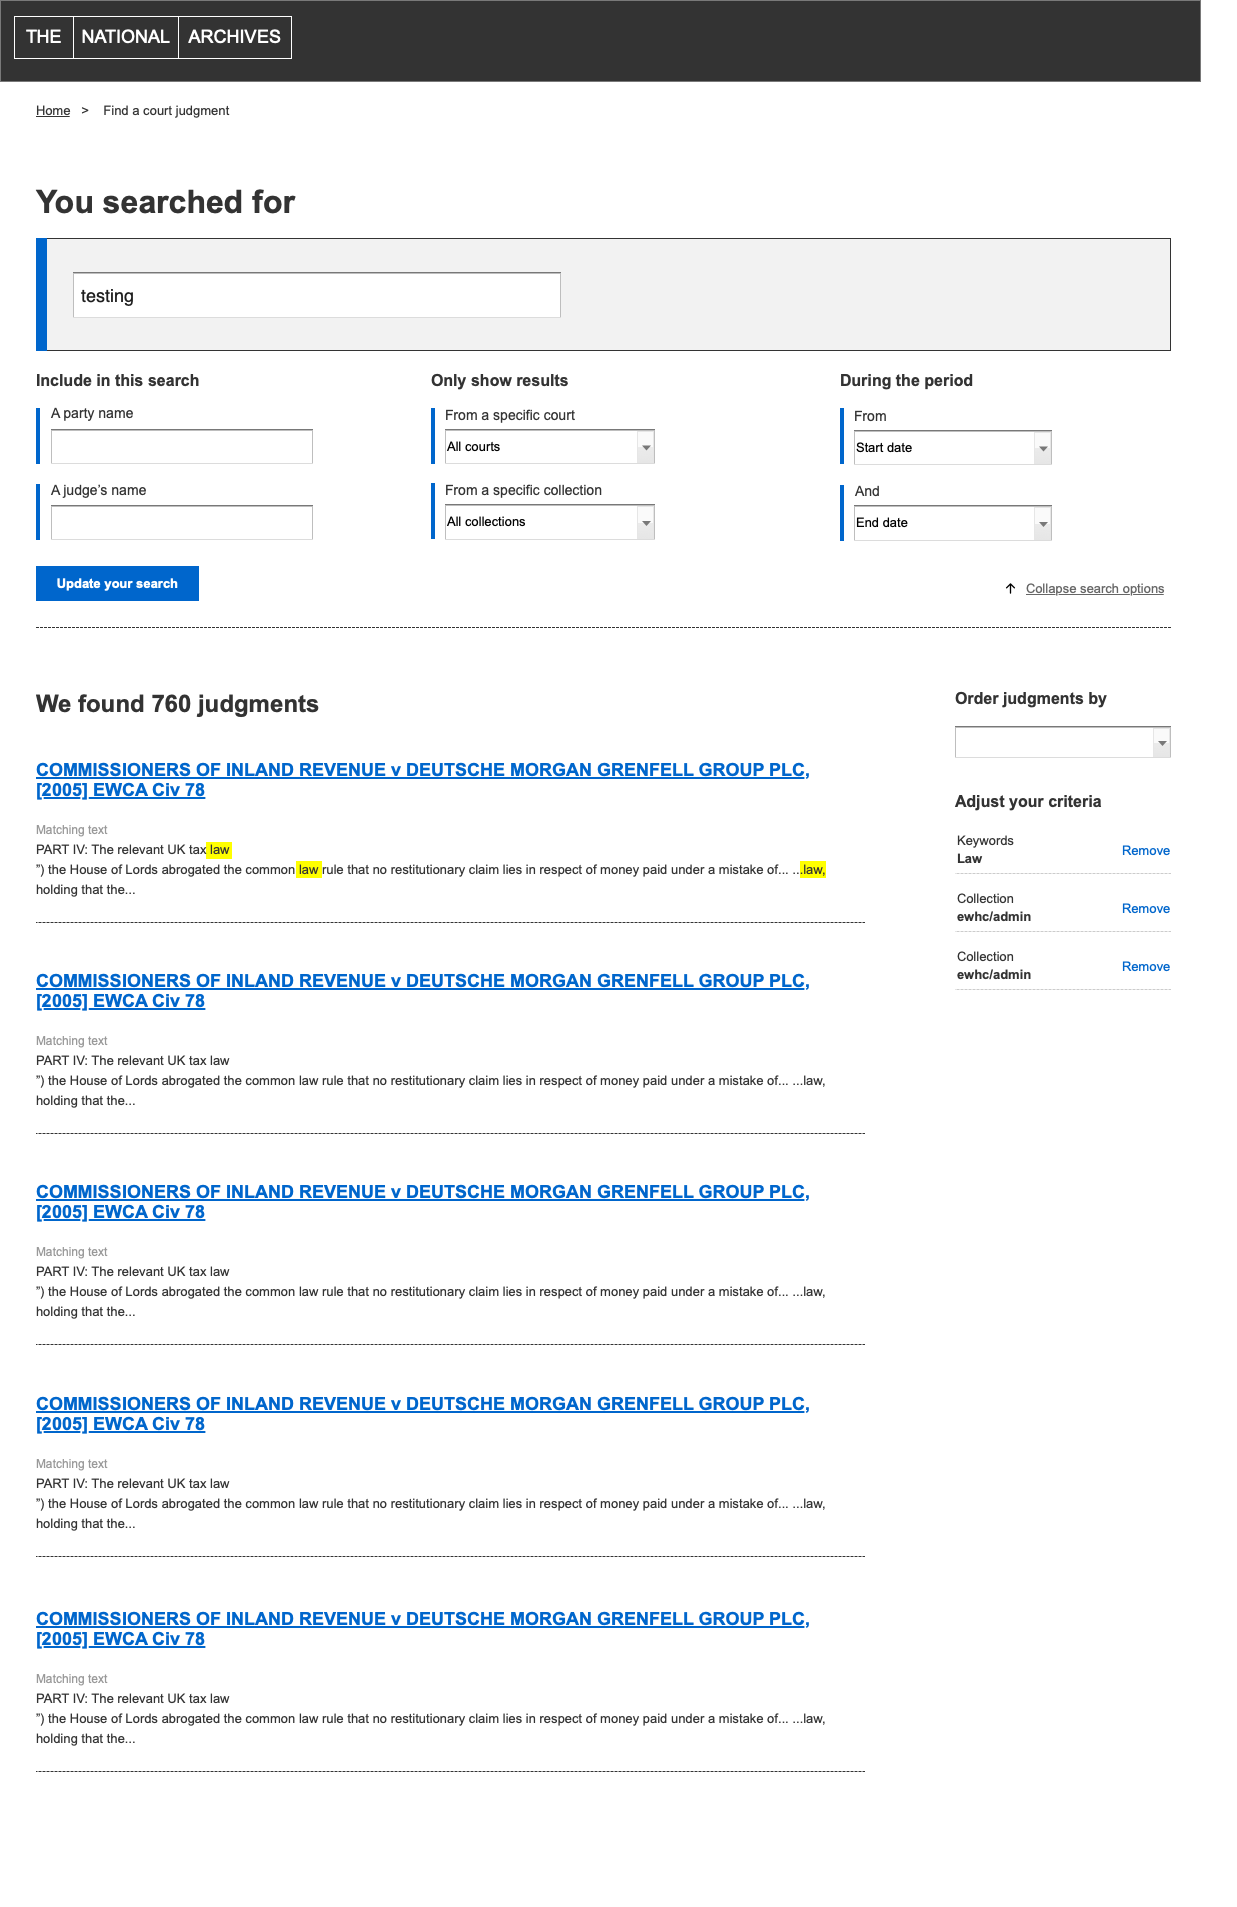 THE NATIONAL ARCHIVES
Home > Find a court judgment
You searched for
testing
Include in this search
A party name
A judge’s name
Only show results
From a specific court
All courts
From a specific collection
All collections
During the period
From
Start date
And
End date
Update your search
Collapse search options
We found 760 judgments
COMMISSIONERS OF INLAND REVENUE v DEUTSCHE MORGAN GRENFELL GROUP PLC,
[2005] EWCA Civ 78
Matching text
PART IV: The relevant UK tax law
”) the House of Lords abrogated the common law rule that no restitutionary claim lies in respect of money paid under a mistake of... ...law,
holding that the...
COMMISSIONERS OF INLAND REVENUE v DEUTSCHE MORGAN GRENFELL GROUP PLC,
[2005] EWCA Civ 78
Matching text
PART IV: The relevant UK tax law
”) the House of Lords abrogated the common law rule that no restitutionary claim lies in respect of money paid under a mistake of... ...law,
holding that the...
COMMISSIONERS OF INLAND REVENUE v DEUTSCHE MORGAN GRENFELL GROUP PLC,
[2005] EWCA Civ 78
Matching text
PART IV: The relevant UK tax law
”) the House of Lords abrogated the common law rule that no restitutionary claim lies in respect of money paid under a mistake of... ...law,
holding that the...
COMMISSIONERS OF INLAND REVENUE v DEUTSCHE MORGAN GRENFELL GROUP PLC,
[2005] EWCA Civ 78
Matching text
PART IV: The relevant UK tax law
”) the House of Lords abrogated the common law rule that no restitutionary claim lies in respect of money paid under a mistake of... ...law,
holding that the...
COMMISSIONERS OF INLAND REVENUE v DEUTSCHE MORGAN GRENFELL GROUP PLC,
[2005] EWCA Civ 78
Matching text
PART IV: The relevant UK tax law
”) the House of Lords abrogated the common law rule that no restitutionary claim lies in respect of money paid under a mistake of... ...law,
holding that the...
Order judgments by
Adjust your criteria
Keywords
Law
Remove
Collection
ewhc/admin
Remove
Collection
ewhc/admin
Remove